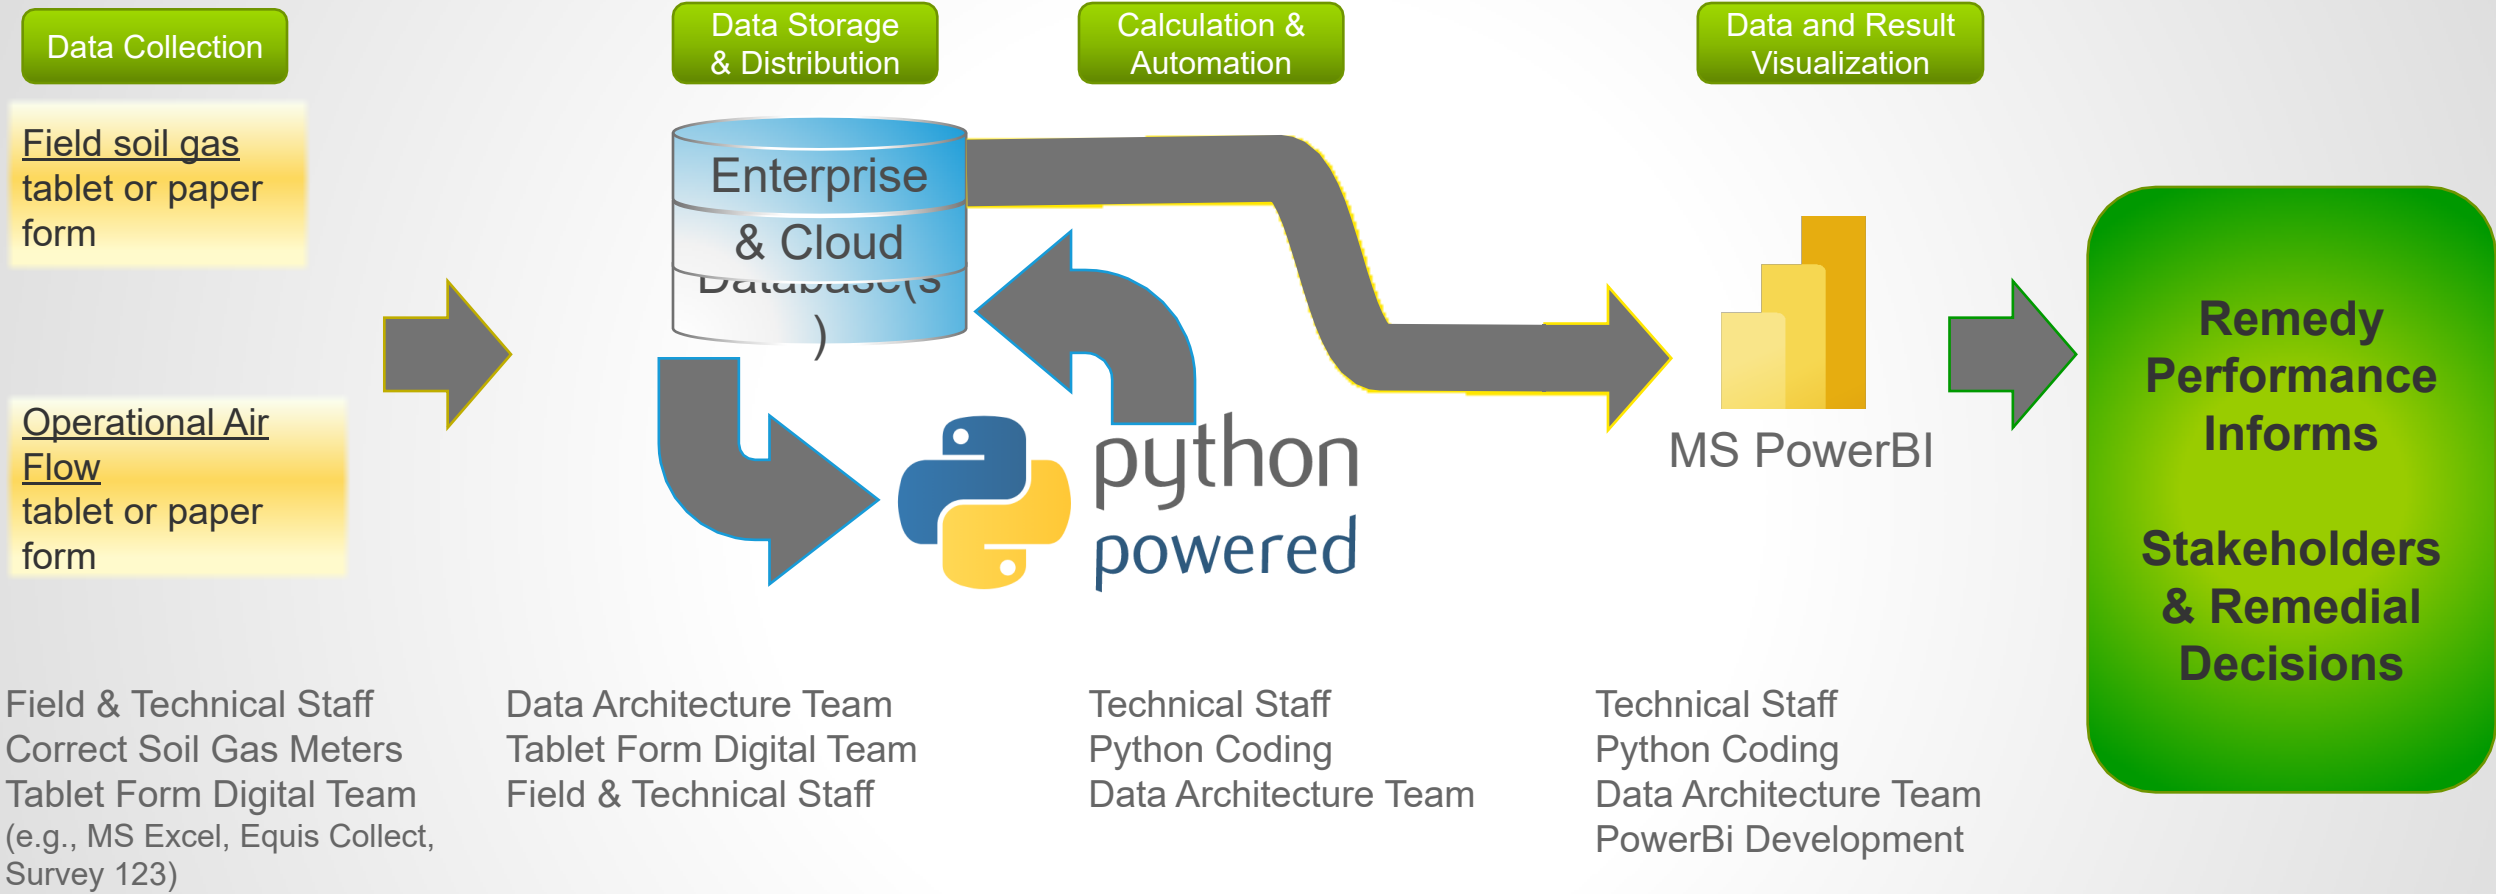 Data Collection
Data Storage
& Distribution
Calculation &
Automation
Data and Result
Visualization
Field soil gas
tablet or paper
form
Operational Air
Flow
tablet or paper
form
Enterprise
& Cloud
Database(s
)
python
powered
MS PowerBI
Remedy
Performance
Informs
Stakeholders
& Remedial
Decisions
Field & Technical Staff
Correct Soil Gas Meters
Tablet Form Digital Team
(e.g., MS Excel, Equis Collect,
Survey 123)
Data Architecture Team
Tablet Form Digital Team
Field & Technical Staff
Technical Staff
Python Coding
Data Architecture Team
Technical Staff
Python Coding
Data Architecture Team
PowerBi Development